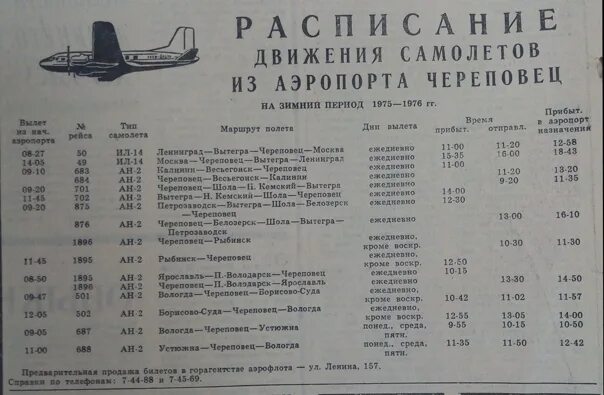 РАСПИСАНИЕ
ДВИЖЕНИЯ САМОЛЕТОВ
ИЗ АЭРОПОРТА ЧЕРЕПОВЕЦ
НА ЗИМНИЙ ПЕРИОД 1975—1976 гг.
Вылет из нач. аэропорта № рейса Тип самолета Маршрут полета Дни вылета Время прибыт. отправл. Прибыт. в аэропорт назначения
08-27 50 ИЛ-14 Ленинград—Вытегра—Череповец—Москва ежедневно 11-00 11-20 12-58
14-05 49 ИЛ-14 Москва—Череповец—Вытегра—Ленинград ежедневно 15-35 16-00 18-43
09-10 683 АН-2 Калинин—Весьегонск—Череповец ежедневно 11-00
684 АН-2 Череповец—Весьегонск—Калинин ежедневно 11-20 13-20
09-20 701 АН-2 Череповец—Шола—Н. Кемский—Вытегра ежедневно 9-20 11-35
11-45 702 АН-2 Вытегра—Н. Кемский—Шола—Череповец ежедневно 14-00
09-20 875 АН-2 Петрозаводск—Вытегра—Шола—Белозерск
—Череповец ежедневно 12-30
876 АН-2 Череповец—Белозерск—Шола—Вытегра—
Петрозаводск ежедневно 13-00 16-10
1896 АН-2 Череповец—Рыбинск ежедневно,
кроме воскр. 10-30 11-30
11-45 1895 АН-2 Рыбинск—Череповец ежедневно,
кроме воскр. 12-50
08-50 1895 АН-2 Ярославль—П.-Володарск—Череповец ежедневно 10-15
1896 АН-2 Череповец—П.-Володарск—Ярославль ежедневно 13-30 14-50
09-47 501 АН-2 Вологда—Череповец—Борисово-Суда ежедневно,
кроме воскр. 10-42 11-02 11-57
12-05 502 АН-2 Борисово-Суда—Череповец—Вологда ежедневно,
кроме воскр. 12-55 13-05 14-00
09-05 687 АН-2 Вологда—Череповец—Устюжна понед., среда,
пятн. 9-55 10-15 10-50
11-00 688 АН-2 Устюжна—Череповец—Вологда понед., среда,
пятн. 11-35 11-50 12-42
Предварительная продажа билетов в горагентстве аэрофлота — ул. Ленина, 157.
Справки по телефонам: 7-44-88 и 7-45-69.